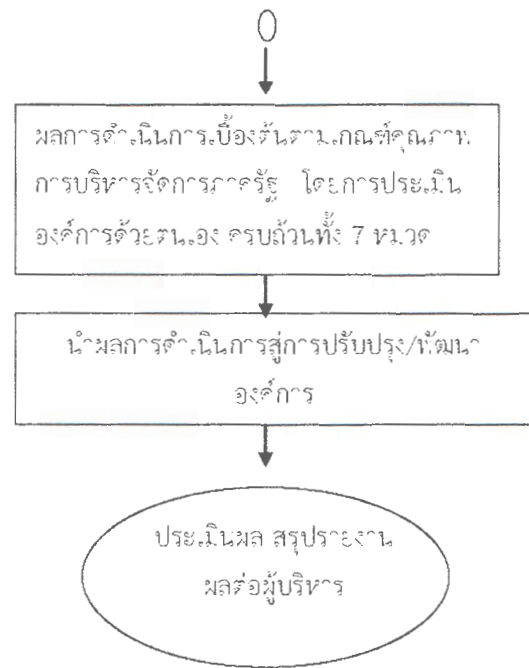 ผลการดำเนินการเบื้องต้นตามเกณฑ์คุณภาพ
การบริหารจัดการภาครัฐ โดยการประเมิน
องค์การด้วยตนเอง ครบถ้วนทั้ง 7 หมวด
นำผลการดำเนินการสู่การปรับปรุง/พัฒนา
องค์การ
ประเมินผล สรุปรายงาน
ผลต่อผู้บริหาร